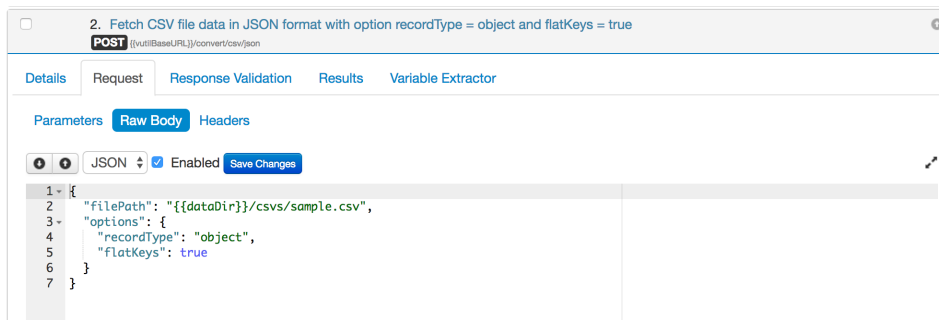 2. Fetch CSV file data in JSON format with option recordType = object and flatKeys = true
POST {{vutilBaseURL}}/convert/csv/json
Details Request Response Validation Results Variable Extractor
Parameters Raw Body Headers
JSON Enabled Save Changes
1 {
2 "filePath": "{{dataDir}}/csvs/sample.csv",
3 "options": {
4 "recordType": "object",
5 "flatKeys": true
6 }
7 }